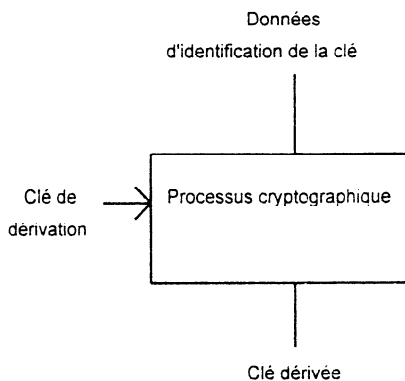 Données
d'identification de la clé
Clé de
dérivation
Processus cryptographique
Clé dérivée